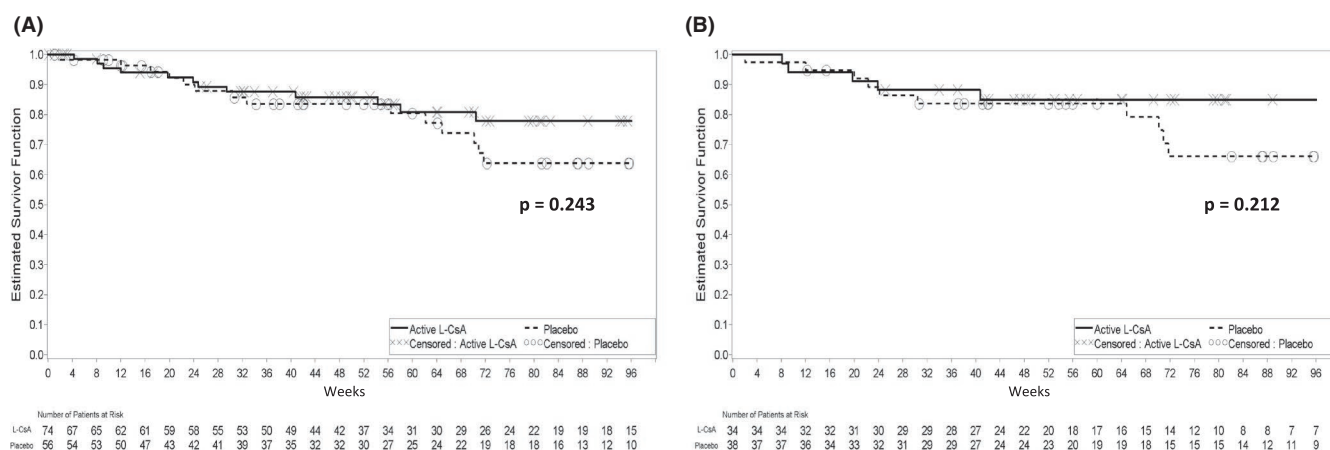 (A)
1.0
0.9
0.8
0.7
0.6
0.5
0.4
0.3
0.2
0.1
0.0
Estimated Survivor Function
p = 0.243
Active L-CsA Placebo
Censored : Active L-CsA Censored : Placebo
0 4 8 12 16 20 24 28 32 36 40 44 48 52 56 60 64 68 72 76 80 84 88 92 96
Weeks
Number of Patients at Risk
L-CsA 74 67 65 62 61 59 58 55 53 50 49 44 42 37 34 31 30 29 26 24 22 19 19 18 15
Placebo 56 54 53 50 47 43 42 41 39 37 35 32 32 30 27 25 24 22 19 18 18 16 13 12 10
(B)
1.0
0.9
0.8
0.7
0.6
0.5
0.4
0.3
0.2
0.1
0.0
Estimated Survivor Function
p = 0.212
Active L-CsA Placebo
Censored : Active L-CsA Censored : Placebo
0 4 8 12 16 20 24 28 32 36 40 44 48 52 56 60 64 68 72 76 80 84 88 92 96
Weeks
Number of Patients at Risk
L-CsA 34 34 34 32 32 31 30 29 29 28 27 24 22 20 18 17 16 15 14 12 10 8 8 7 7
Placebo 38 37 37 36 34 33 32 31 29 29 28 27 24 24 23 20 19 19 18 15 15 15 14 12 11 9